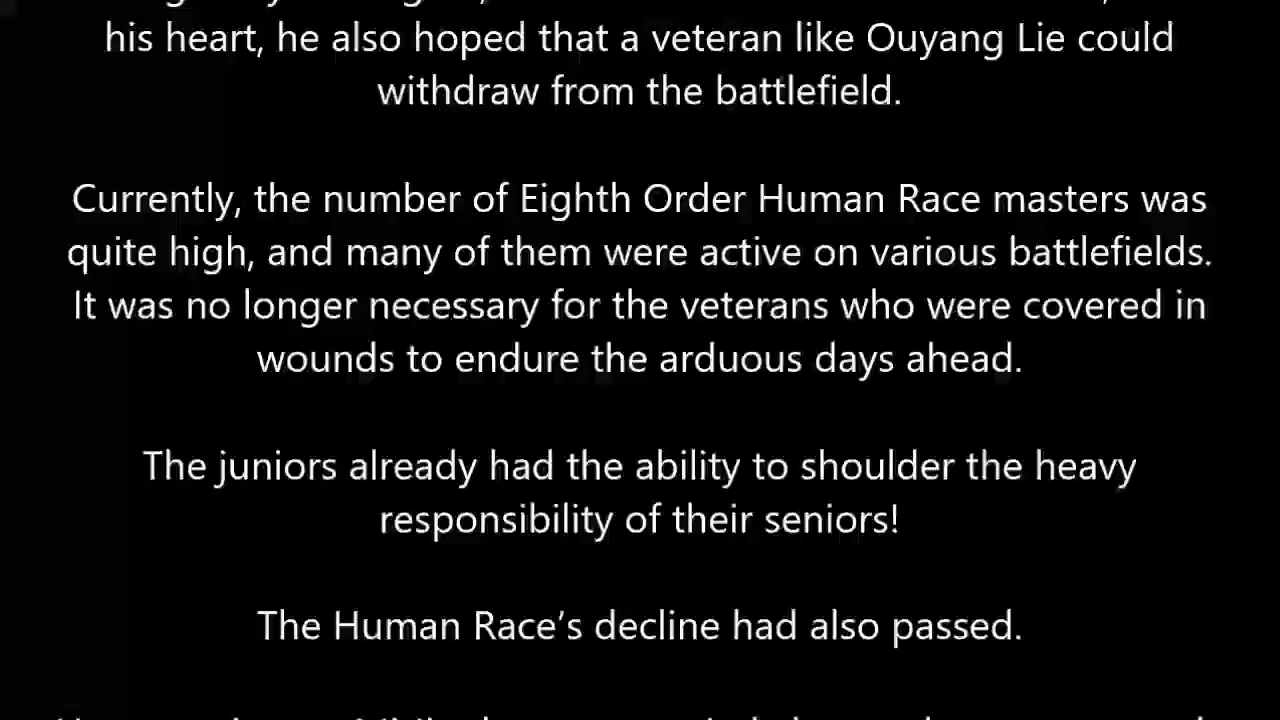 his heart, he also hoped that a veteran like Ouyang Lie could
withdraw from the battlefield.
Currently, the number of Eighth Order Human Race masters was
quite high, and many of them were active on various battlefields.
It was no longer necessary for the veterans who were covered in
wounds to endure the arduous days ahead.
The juniors already had the ability to shoulder the heavy
responsibility of their seniors!
The Human Race’s decline had also passed.